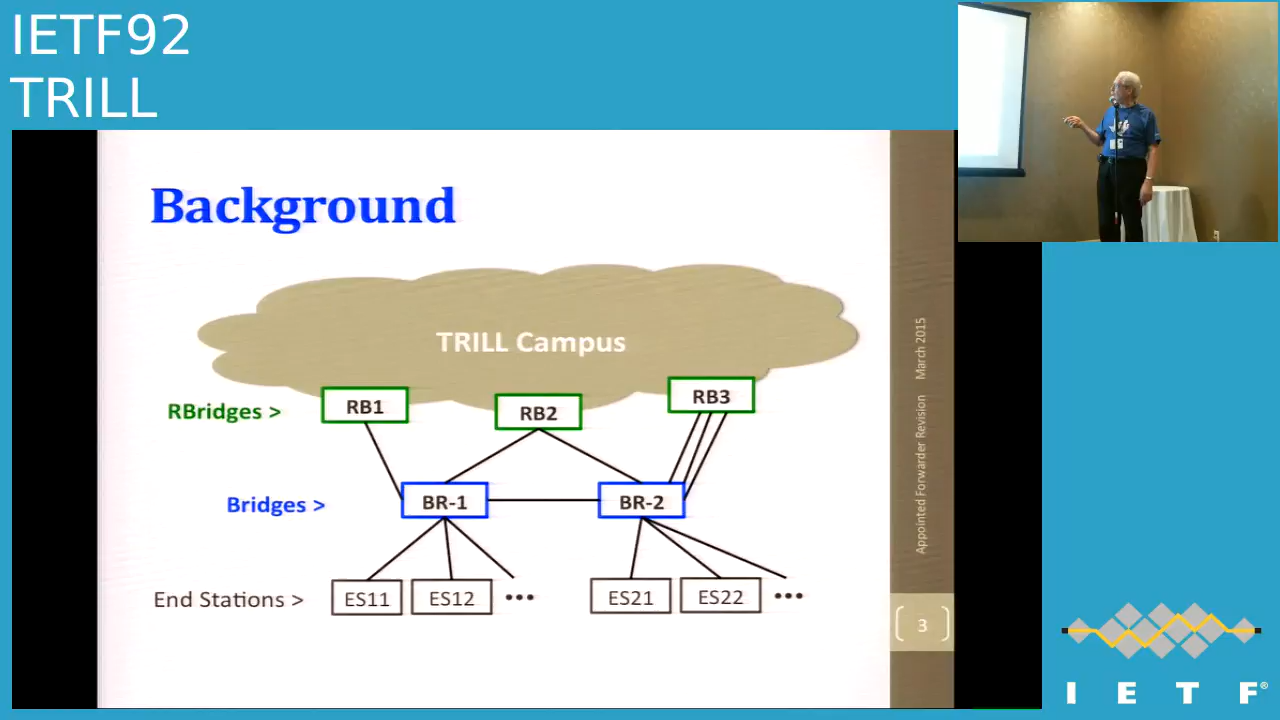 IETF92
TRILL
Background
TRILL Campus
RBridges >
RB1
RB2
RB3
Bridges >
BR-1
BR-2
End Stations >
ES11
ES12
•••
ES21
ES22
•••
Appointed Forwarder Revision March 2015
3
I E T F®